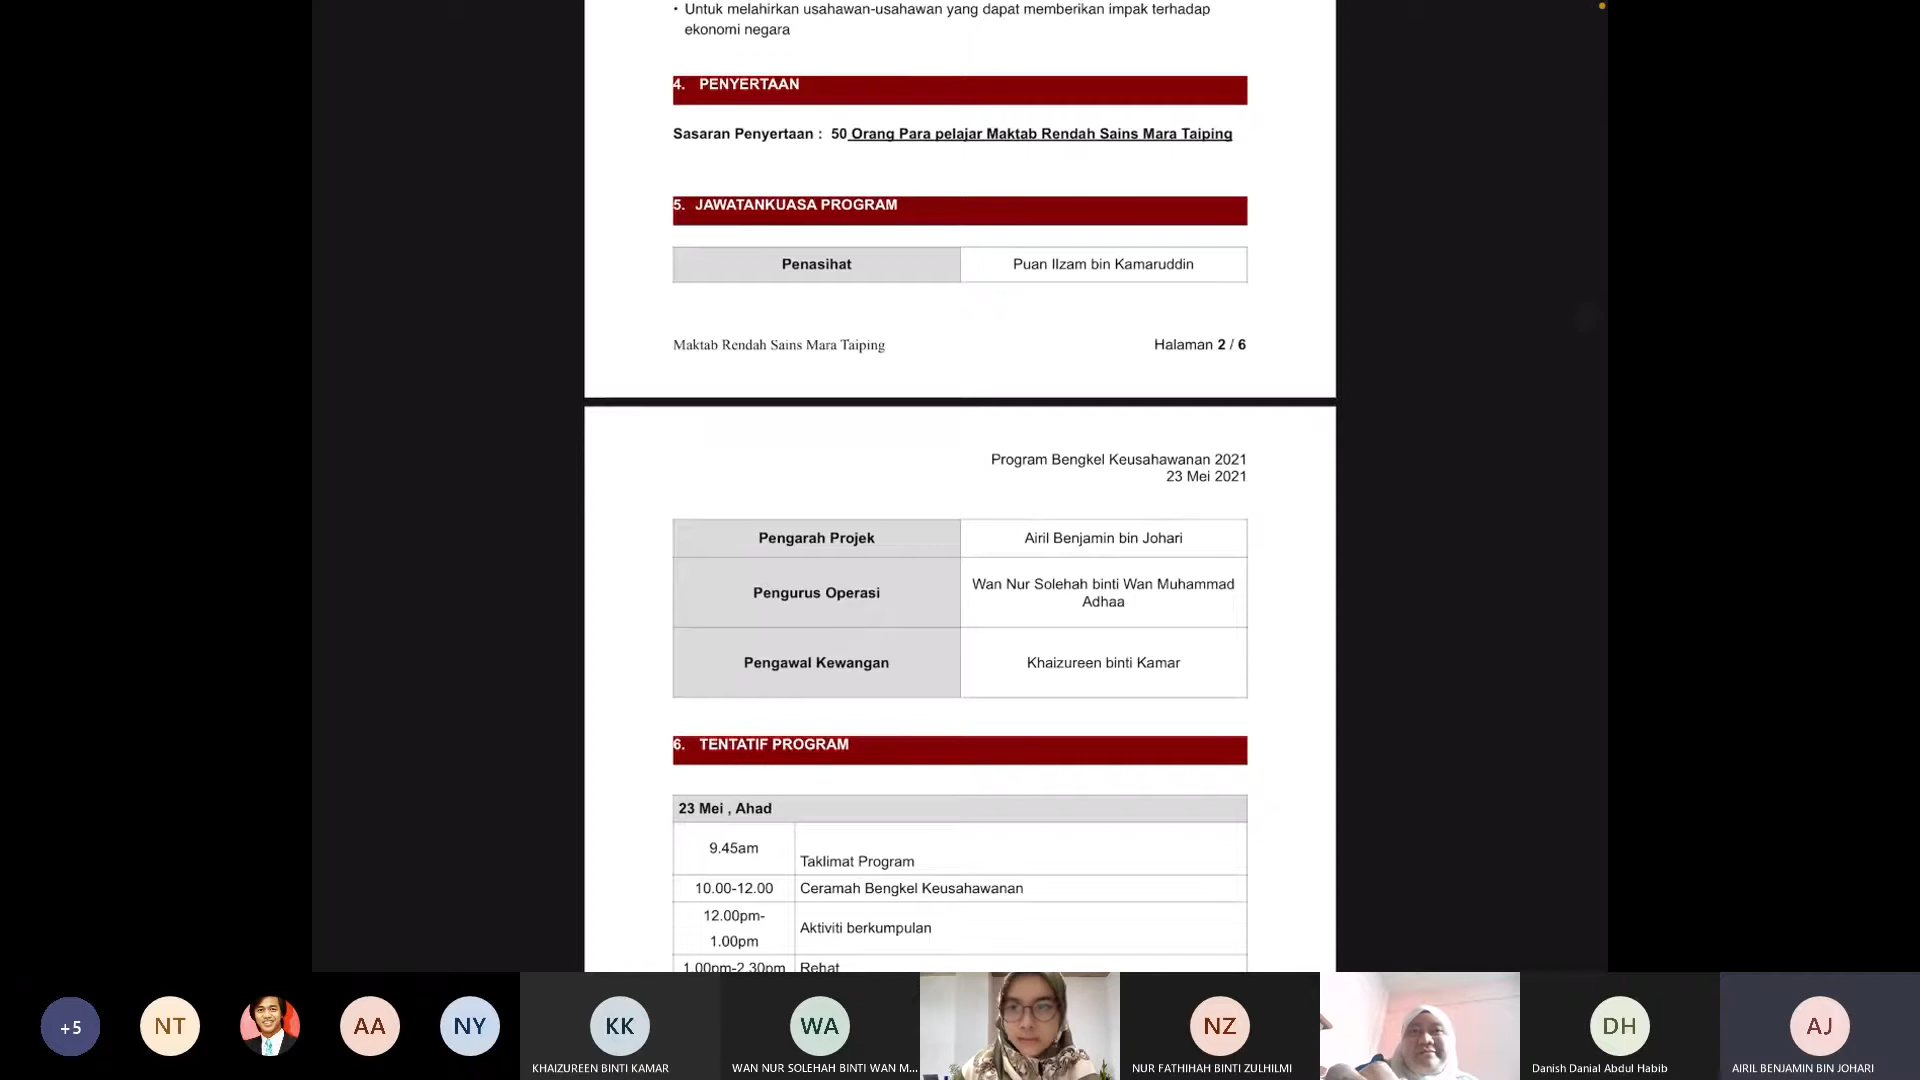 • Untuk melahirkan usahawan-usahawan yang dapat memberikan impak terhadap
ekonomi negara
4. PENYERTAAN
Sasaran Penyertaan : 50 Orang Para pelajar Maktab Rendah Sains Mara Taiping
5. JAWATANKUASA PROGRAM
Penasihat Puan Ilzam bin Kamaruddin
Maktab Rendah Sains Mara Taiping Halaman 2 / 6
Program Bengkel Keusahawanan 2021
23 Mei 2021
Pengarah Projek Airil Benjamin bin Johari
Pengurus Operasi Wan Nur Solehah binti Wan Muhammad
Adhaa
Pengawal Kewangan Khaizureen binti Kamar
6. TENTATIF PROGRAM
23 Mei , Ahad
9.45am Taklimat Program
10.00-12.00 Ceramah Bengkel Keusahawanan
12.00pm-
1.00pm Aktiviti berkumpulan
1.00pm-2.30pm Rehat
+5 NT AA NY KK WA NZ DH AJ
KHAIZUREEN BINTI KAMAR WAN NUR SOLEHAH BINTI WAN M... NUR FATHIHAH BINTI ZULHILMI Danish Danial Abdul Habib AIRIL BENJAMIN BIN JOHARI